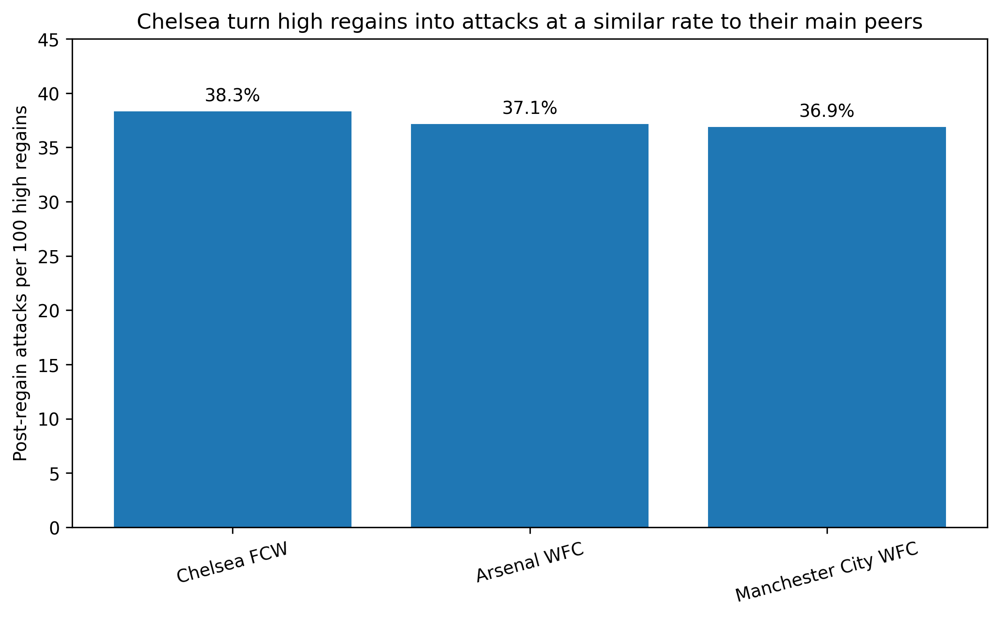 Chelsea turn high regains into attacks at a similar rate to their main peers
Post-regain attacks per 100 high regains
45
40
35
30
25
20
15
10
5
0
38.3%
37.1%
36.9%
Chelsea FCW
Arsenal WFC
Manchester City WFC